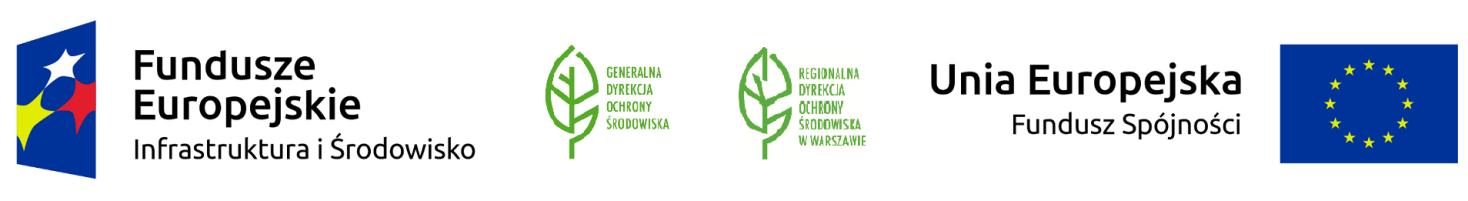 Fundusze
Europejskie
Infrastruktura i Środowisko
GENERALNA
DYREKCJA
OCHRONY
ŚRODOWISKA
REGIONALNA
DYREKCJA
OCHRONY
ŚRODOWISKA
W WARSZAWIE
Unia Europejska
Fundusz Spójności